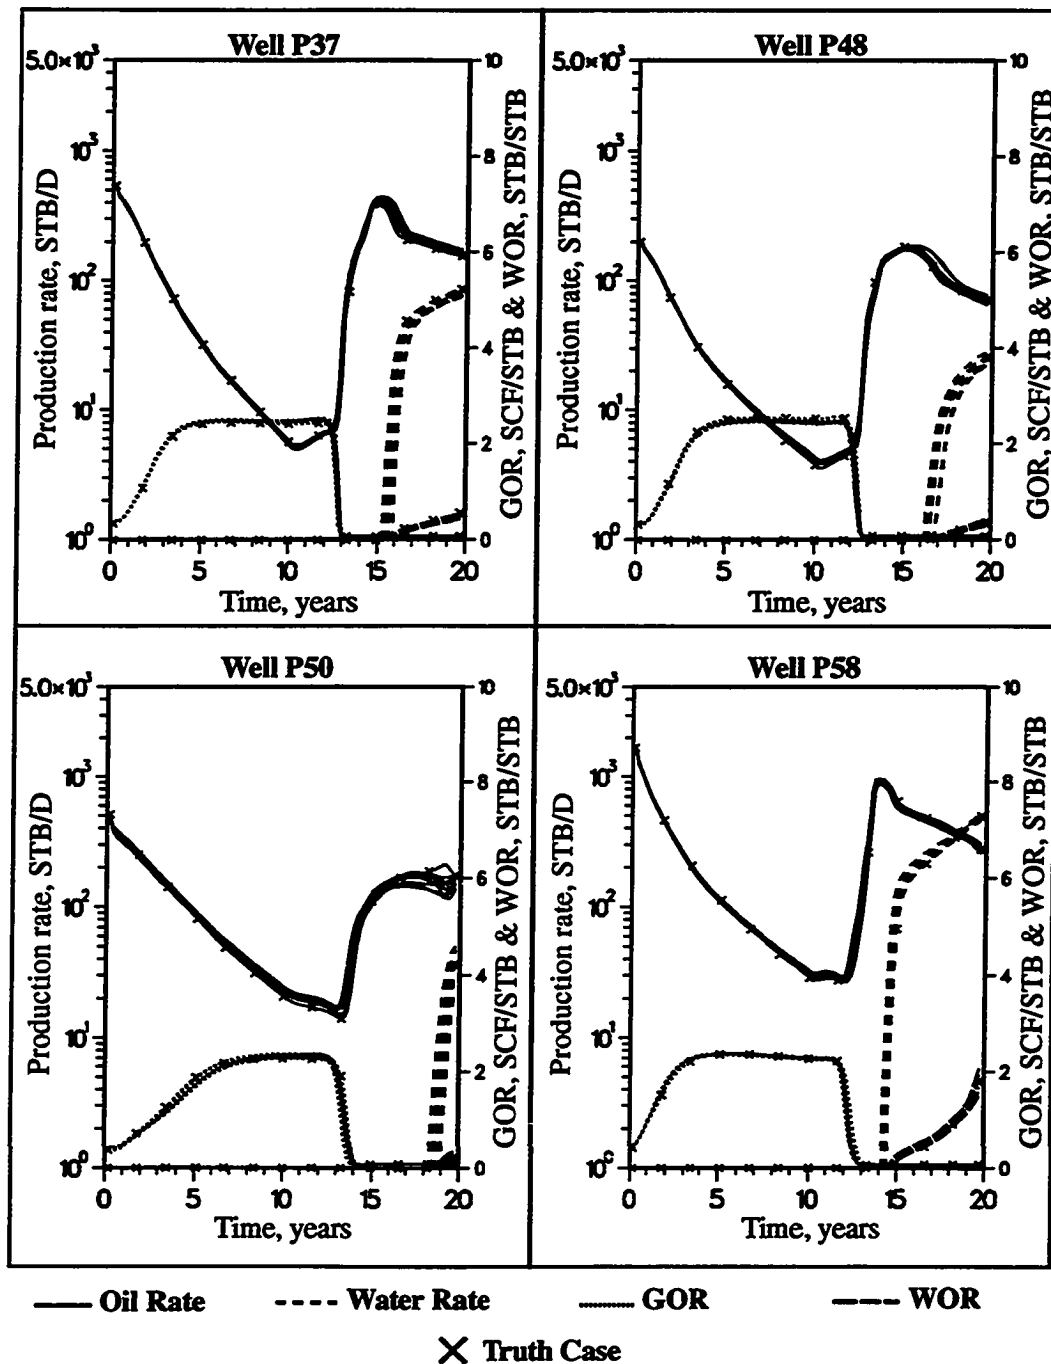 Well P37
5.0×10³
10³
10²
10¹
10⁰
Production rate, STB/D
10
8
6
4
2
0
GOR, SCF/STB & WOR, STB/STB
0 5 10 15 20
Time, years
Well P48
5.0×10³
10³
10²
10¹
10⁰
Production rate, STB/D
10
8
6
4
2
0
GOR, SCF/STB & WOR, STB/STB
0 5 10 15 20
Time, years
Well P50
5.0×10³
10³
10²
10¹
10⁰
Production rate, STB/D
10
8
6
4
2
0
GOR, SCF/STB & WOR, STB/STB
0 5 10 15 20
Time, years
Well P58
5.0×10³
10³
10²
10¹
10⁰
Production rate, STB/D
10
8
6
4
2
0
GOR, SCF/STB & WOR, STB/STB
0 5 10 15 20
Time, years
Oil Rate Water Rate GOR WOR
Truth Case